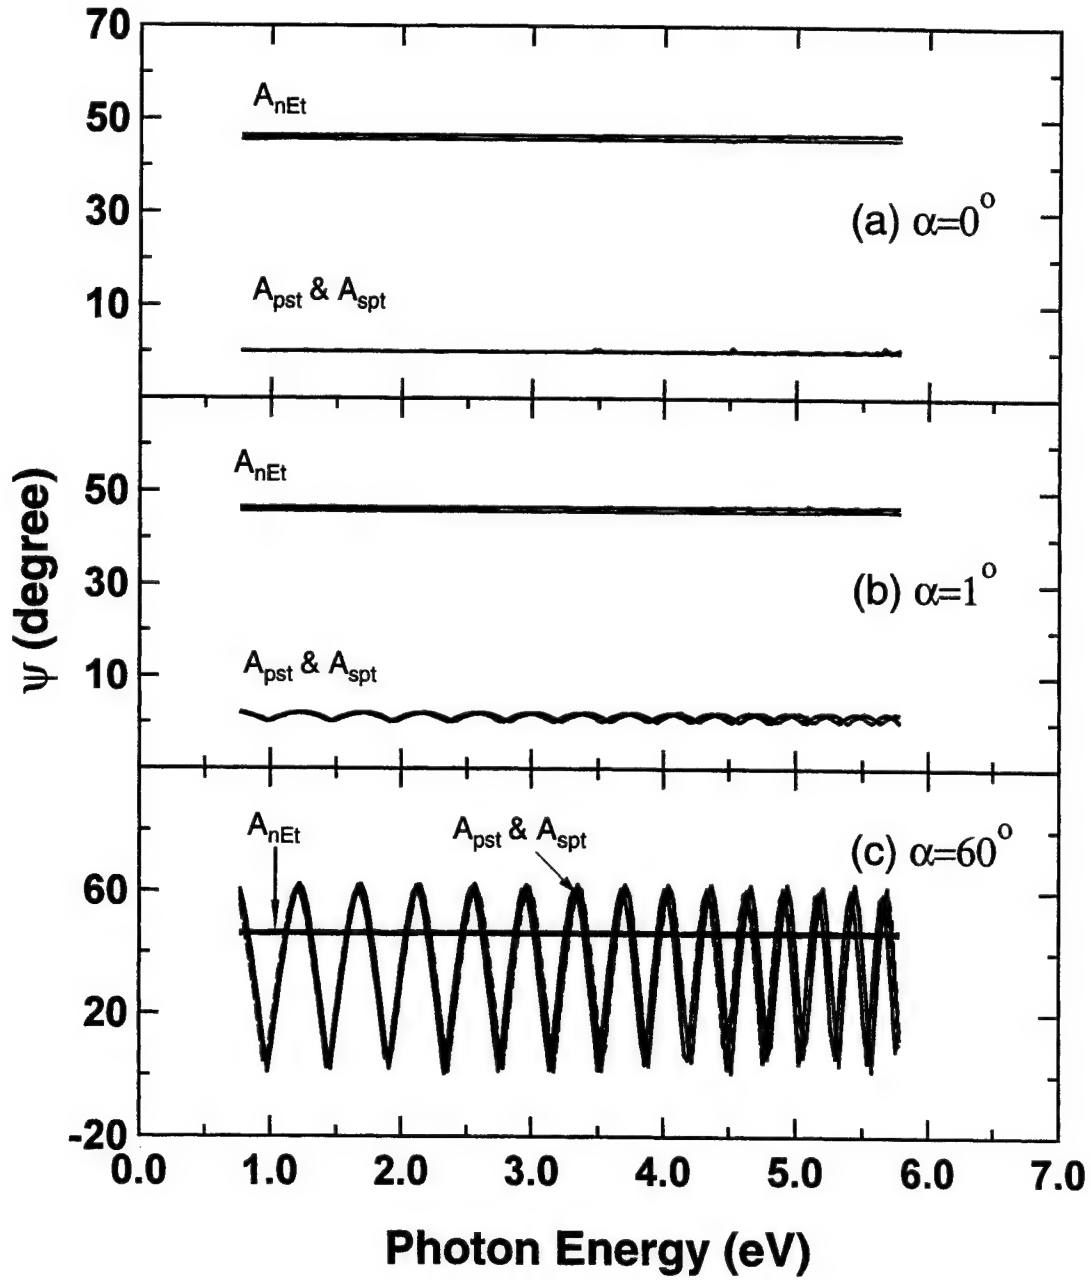 70
A_nEt
50
30
(a) α=0°
A_pst & A_spt
10
A_nEt
50
30
(b) α=1°
A_pst & A_spt
10
ψ (degree)
A_nEt
A_pst & A_spt
(c) α=60°
60
20
-20
0.0 1.0 2.0 3.0 4.0 5.0 6.0 7.0
Photon Energy (eV)